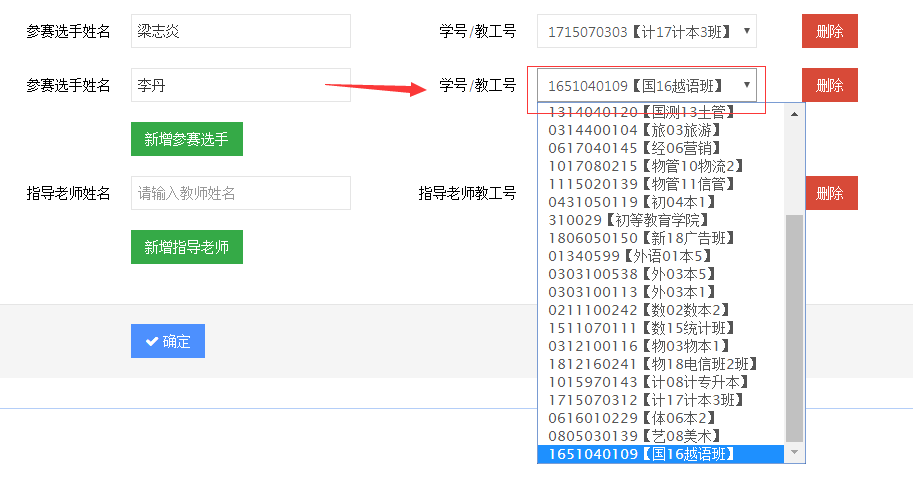 参赛选手姓名 梁志炎 学号/教工号 1715070303【计17计本3班】 删除
参赛选手姓名 李丹 学号/教工号 1651040109【国16越语班】 删除
新增参赛选手
指导老师姓名 请输入教师姓名 指导老师教工号 删除
新增指导老师
确定
1314040120【国测13土管】
0314400104【旅03旅游】
0617040145【经06营销】
1017080215【物管10物流2】
1115020139【物管11信管】
0431050119【初04本1】
310029【初等教育学院】
1806050150【新18广告班】
01340599【外语01本5】
0303100538【外03本5】
0303100113【外03本1】
0211100242【数02数本2】
1511070111【数15统计班】
0312100116【物03物本1】
1812160241【物18电信班2班】
1015970143【计08计专升本】
1715070312【计17计本3班】
0616010229【体06本2】
0805030139【艺08美术】
1651040109【国16越语班】